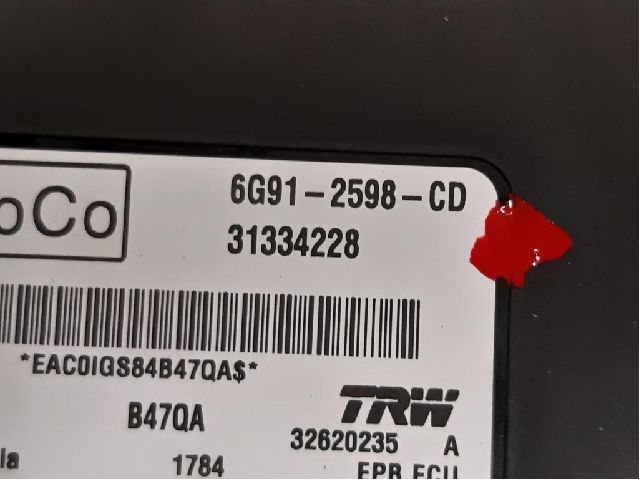 6G91-2598-CD
oCo
31334228
*EAC0IGS84B47QA$*
B47QA
TRW
32620235 A
la
1784
EPB ECU